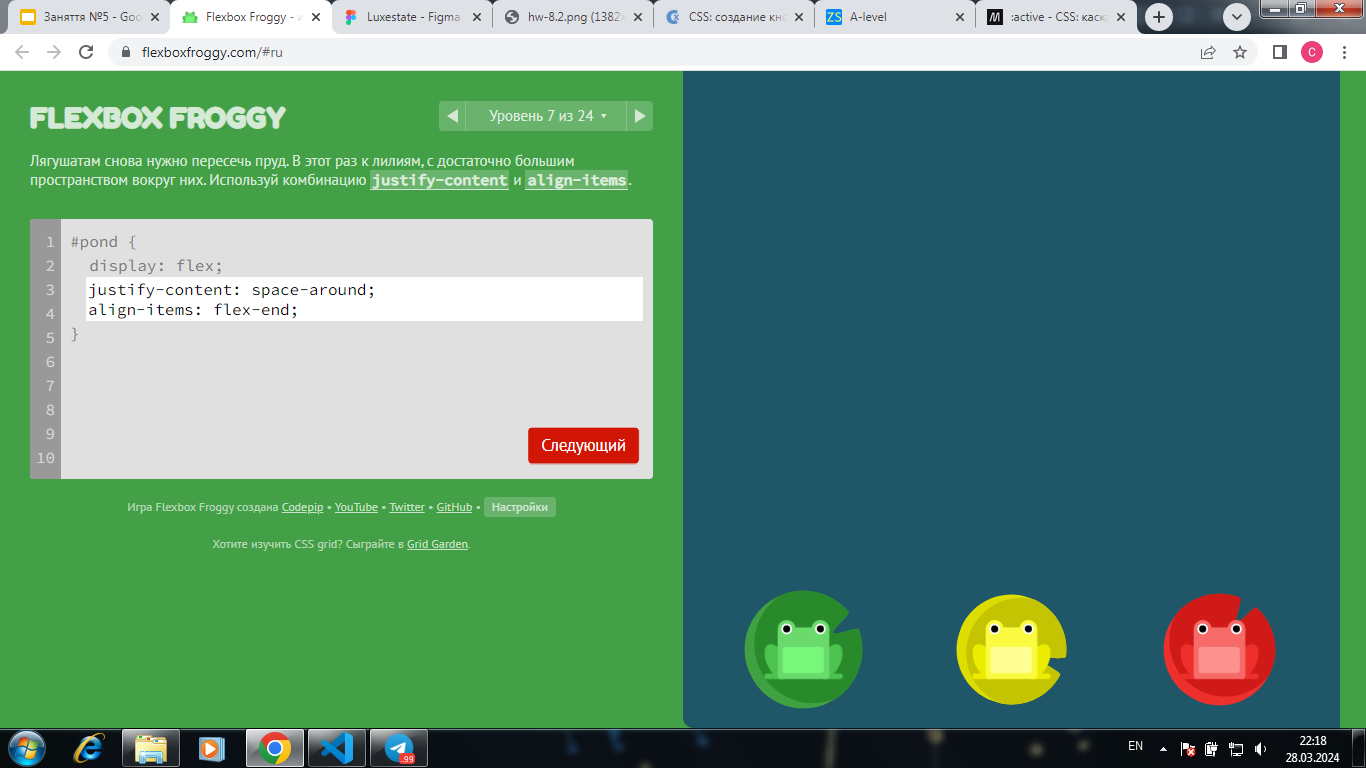 Заняття №5 - Goo
Flexbox Froggy - и
Luxestate - Figma
hw-8.2.png (1382×
CSS: создание кно
ZS A-level
M :active - CSS: каска
flexboxfroggy.com/#ru
C
FLEXBOX FROGGY
Уровень 7 из 24
Лягушатам снова нужно пересечь пруд. В этот раз к лилиям, с достаточно большим
пространством вокруг них. Используй комбинацию justify-content и align-items.
1 #pond {
2 display: flex;
3 justify-content: space-around;
4 align-items: flex-end;
5 }
6
7
8
9
10
Следующий
Игра Flexbox Froggy создана Codepip • YouTube • Twitter • GitHub • Настройки
Хотите изучить CSS grid? Сыграйте в Grid Garden.
99
EN
22:18
28.03.2024